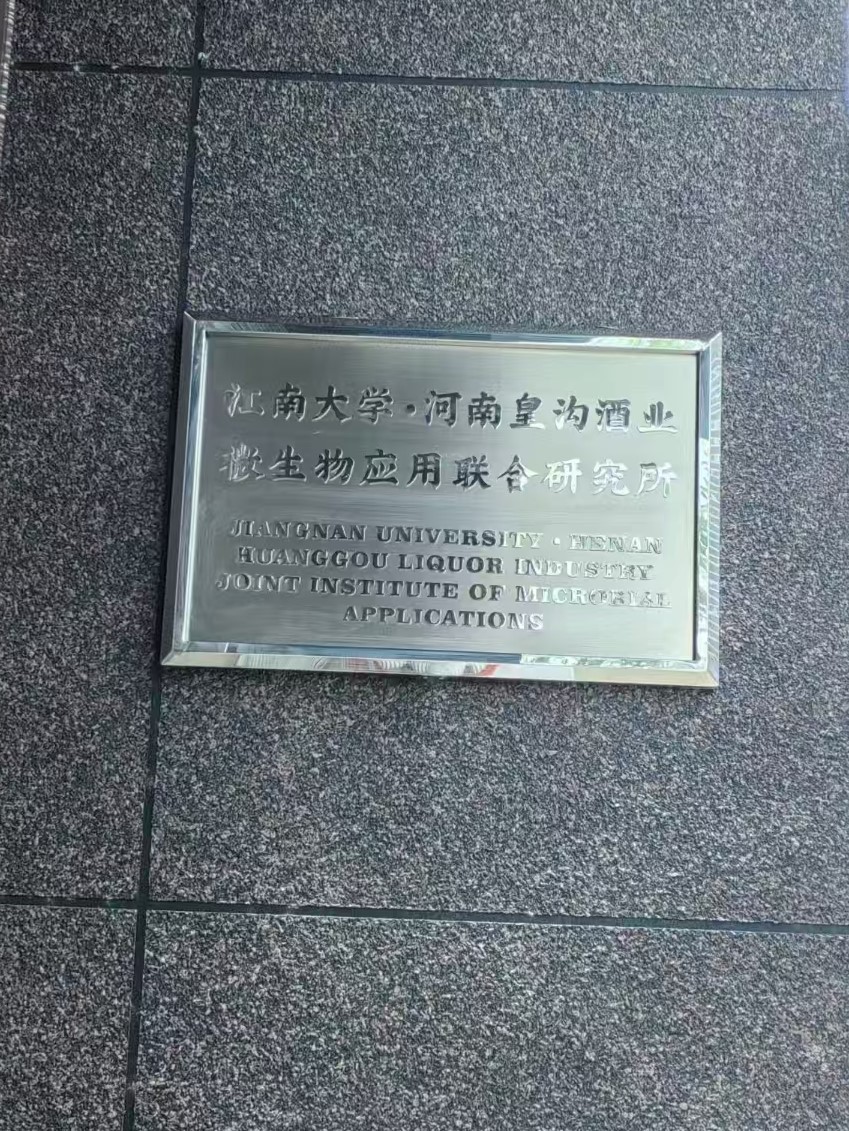 江南大学·河南皇沟酒业
微生物应用联合研究所
JIANGNAN UNIVERSITY · HENAN
HUANGGOU LIQUOR INDUSTRY
JOINT INSTITUTE OF MICROBIAL
APPLICATIONS